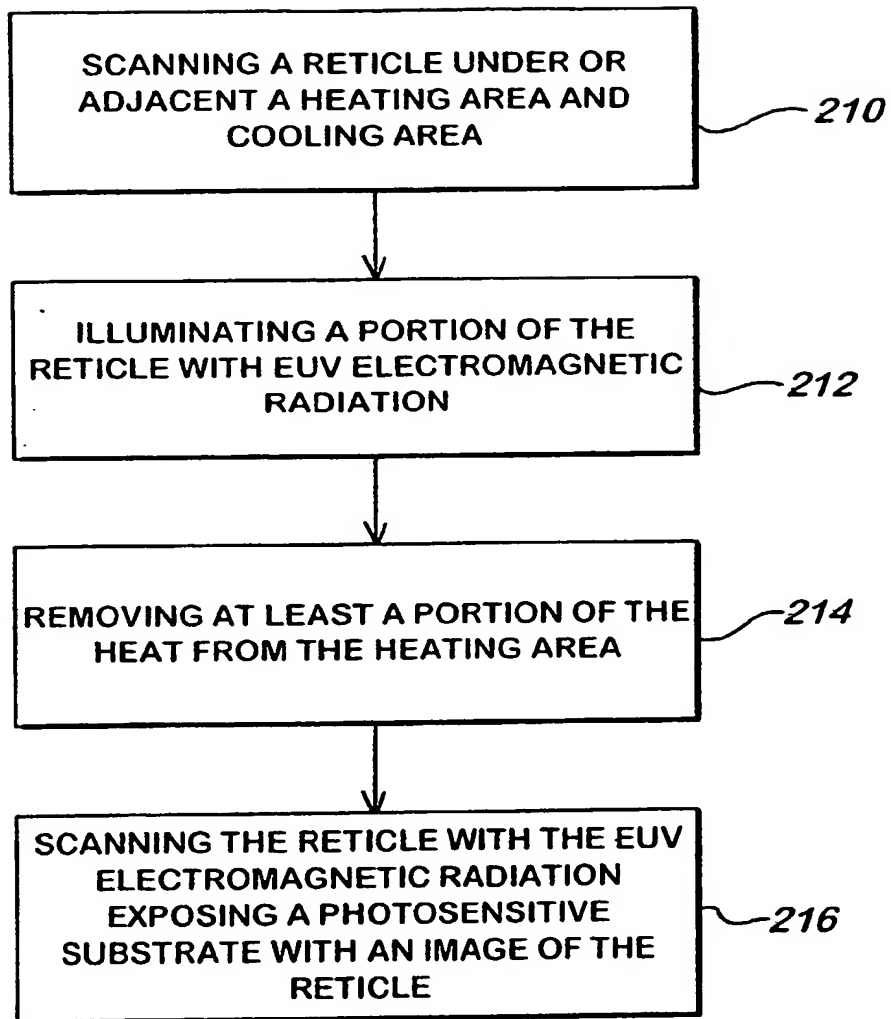 SCANNING A RETICLE UNDER OR
ADJACENT A HEATING AREA AND
COOLING AREA
210
ILLUMINATING A PORTION OF THE
RETICLE WITH EUV ELECTROMAGNETIC
RADIATION
212
REMOVING AT LEAST A PORTION OF THE
HEAT FROM THE HEATING AREA
214
SCANNING THE RETICLE WITH THE EUV
ELECTROMAGNETIC RADIATION
EXPOSING A PHOTOSENSITIVE
SUBSTRATE WITH AN IMAGE OF THE
RETICLE
216